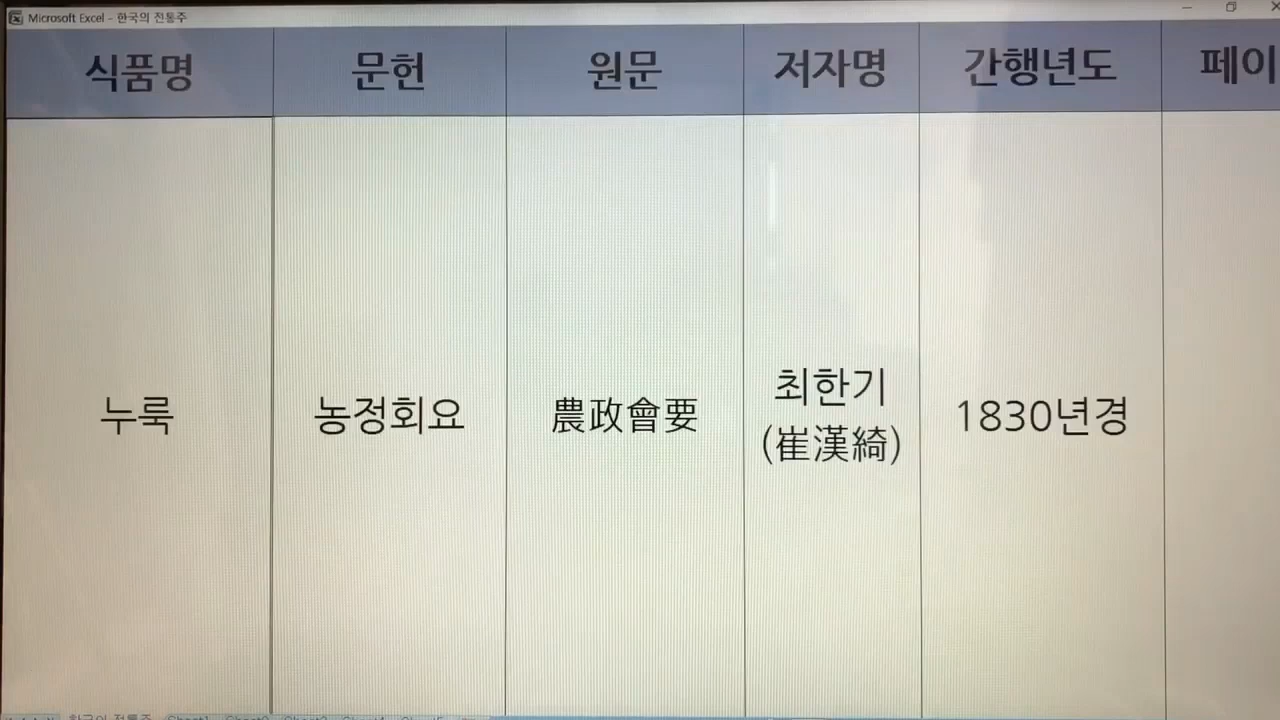 Microsoft Excel - 한국의 전통주
식품명 문헌 원문 저자명 간행년도 페이
누룩 농정회요 農政會要 최한기 1830년경
(崔漢綺)